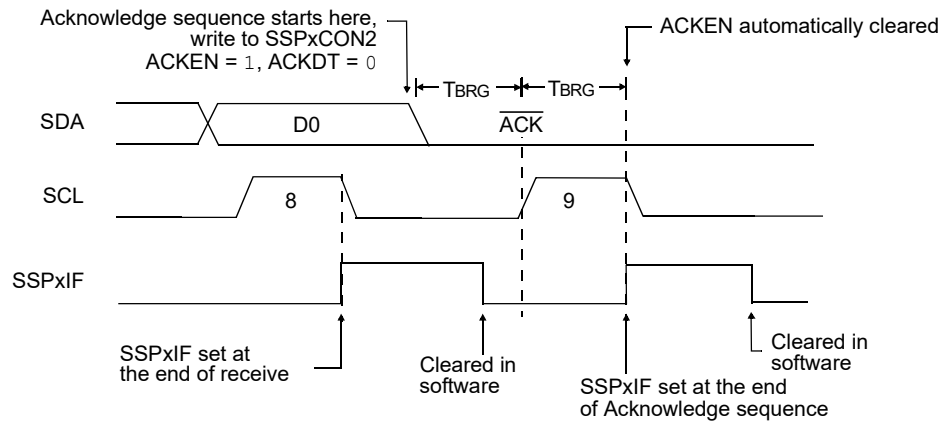 Acknowledge sequence starts here,
write to SSPxCON2
ACKEN = 1, ACKDT = 0
ACKEN automatically cleared
TBRG
TBRG
SDA
D0
ACK
SCL
8
9
SSPxIF
SSPxIF set at
the end of receive
Cleared in
software
SSPxIF set at the end
of Acknowledge sequence
Cleared in
software